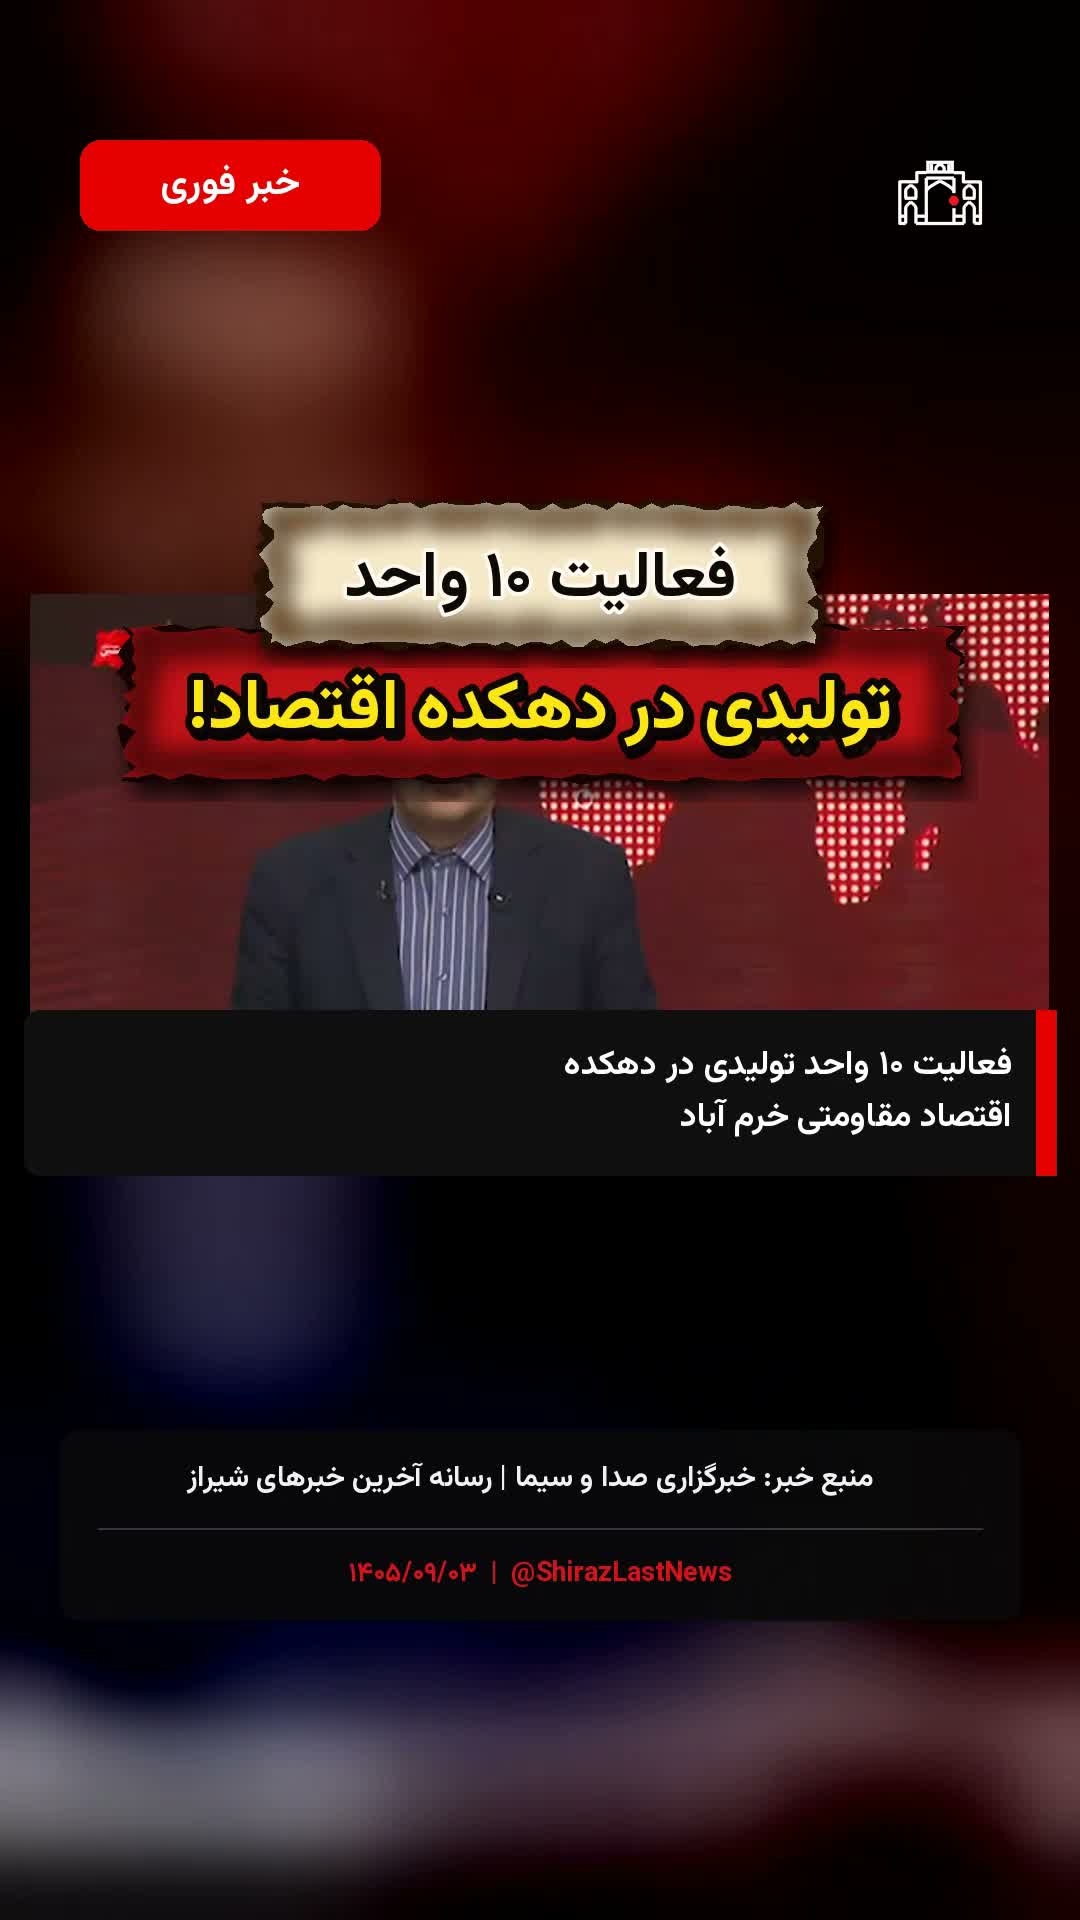 خبر فوری
فعالیت ۱۰ واحد
تولیدی در دهکده اقتصاد!
فعالیت ۱۰ واحد تولیدی در دهکده
اقتصاد مقاومتی خرم آباد
منبع خبر: خبرگزاری صدا و سیما | رسانه آخرین خبرهای شیراز
۱۴۰۵/۰۹/۰۳ | @ShirazLastNews